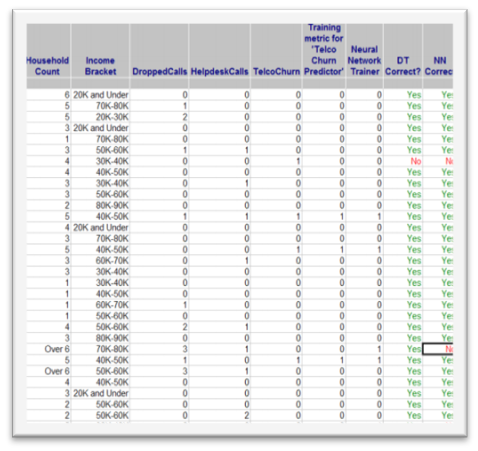 Household Count Income Bracket DroppedCalls HelpdeskCalls TelcoChurn Training metric for 'Telco Churn Predictor' Neural Network Trainer DT Correct? NN Correc
6 20K and Under 0 0 0 0 0 Yes Yes
5 70K-80K 1 0 0 0 0 Yes Yes
5 20K-30K 2 0 0 0 0 Yes Yes
3 20K and Under 0 0 0 0 0 Yes Yes
1 70K-80K 0 0 0 0 0 Yes Yes
3 50K-60K 1 1 0 0 0 Yes Yes
4 30K-40K 0 0 1 0 0 No No
4 40K-50K 0 0 0 0 0 Yes Yes
3 30K-40K 0 1 0 0 0 Yes Yes
3 50K-60K 0 0 0 0 0 Yes Yes
2 80K-90K 0 0 0 0 0 Yes Yes
5 40K-50K 1 1 1 1 1 Yes Yes
4 20K and Under 0 0 0 0 0 Yes Yes
3 70K-80K 0 0 0 0 0 Yes Yes
5 40K-50K 0 0 1 1 1 Yes Yes
3 60K-70K 0 1 0 0 0 Yes Yes
3 30K-40K 0 0 0 0 0 Yes Yes
1 30K-40K 0 0 0 0 0 Yes Yes
1 40K-50K 0 0 0 0 0 Yes Yes
1 60K-70K 1 0 0 0 0 Yes Yes
1 50K-60K 0 0 0 0 0 Yes Yes
4 50K-60K 2 1 0 0 0 Yes Yes
3 80K-90K 0 0 0 0 0 Yes Yes
Over 6 70K-80K 3 1 0 0 1 Yes No
5 40K-50K 1 0 1 1 1 Yes Yes
Over 6 50K-60K 3 1 0 0 0 Yes Yes
4 40K-50K 0 0 0 0 0 Yes Yes
3 20K and Under 0 0 0 0 0 Yes Yes
2 50K-60K 0 0 0 0 0 Yes Yes
2 50K-60K 0 2 0 0 0 Yes Yes